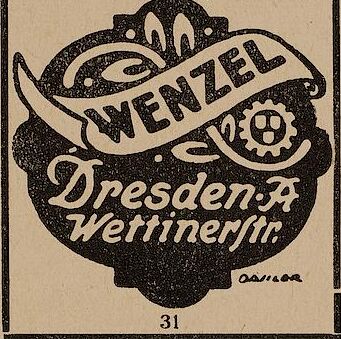 WENZEL
Dresden-A
Wettinerſtr.
31